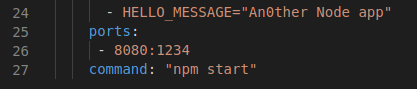 24 - HELLO_MESSAGE="An0ther Node app"
25 ports:
26 - 8080:1234
27 command: "npm start"